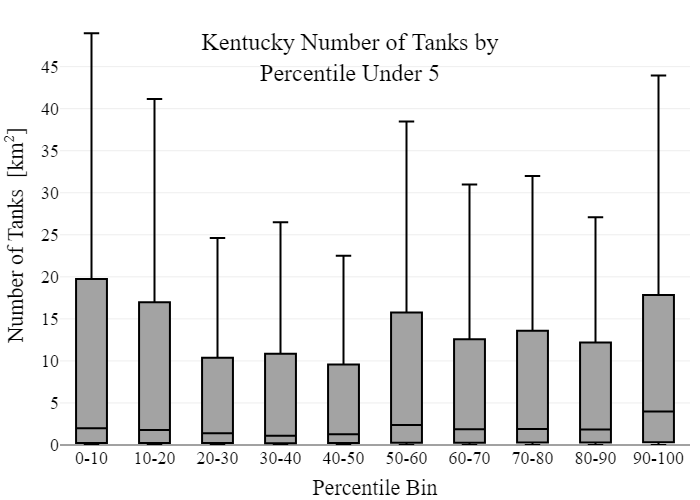 Kentucky Number of Tanks by
Percentile Under 5
Number of Tanks [km²]
45
40
35
30
25
20
15
10
5
0
0-10 10-20 20-30 30-40 40-50 50-60 60-70 70-80 80-90 90-100
Percentile Bin